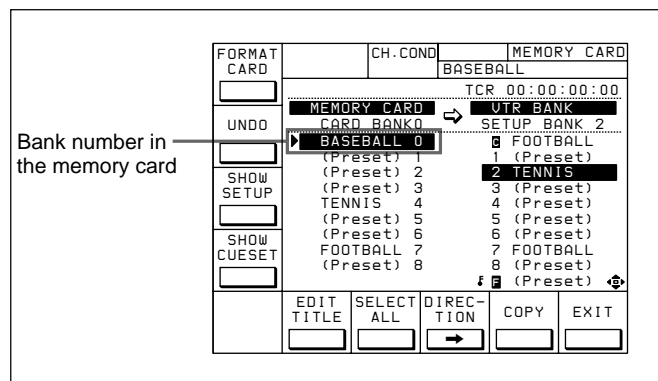 Bank number in
the memory card
FORMAT
CARD
UNDO
SHOW
SETUP
SHOW
CUESET
CH.COND
MEMORY CARD
BASEBALL
TCR 00:00:00:00
MEMORY CARD
CARD BANK0
BASEBALL 0
(Preset) 1
(Preset) 2
(Preset) 3
TENNIS 4
(Preset) 5
(Preset) 6
FOOTBALL 7
(Preset) 8
VTR BANK
SETUP BANK 2
C FOOTBALL
1 (Preset)
2 TENNIS
3 (Preset)
4 (Preset)
5 (Preset)
6 (Preset)
7 FOOTBALL
8 (Preset)
F (Preset)
EDIT
TITLE
SELECT
ALL
DIREC-
TION
COPY
EXIT